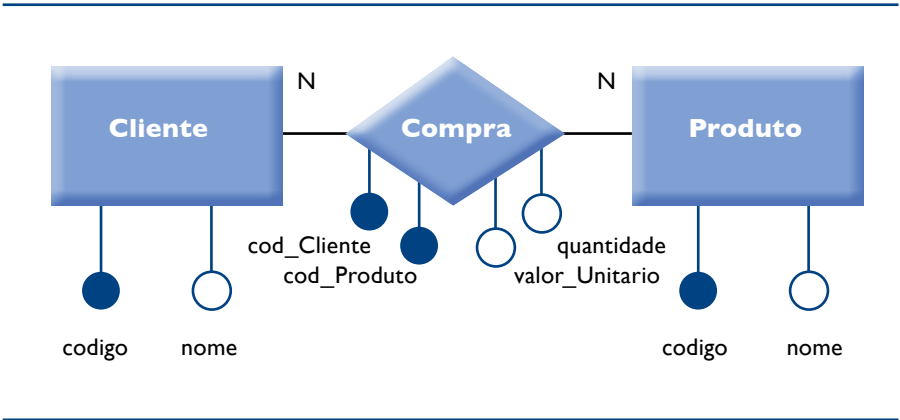 N N
Cliente Compra Produto
cod_Cliente quantidade
cod_Produto valor_Unitario
codigo nome codigo nome